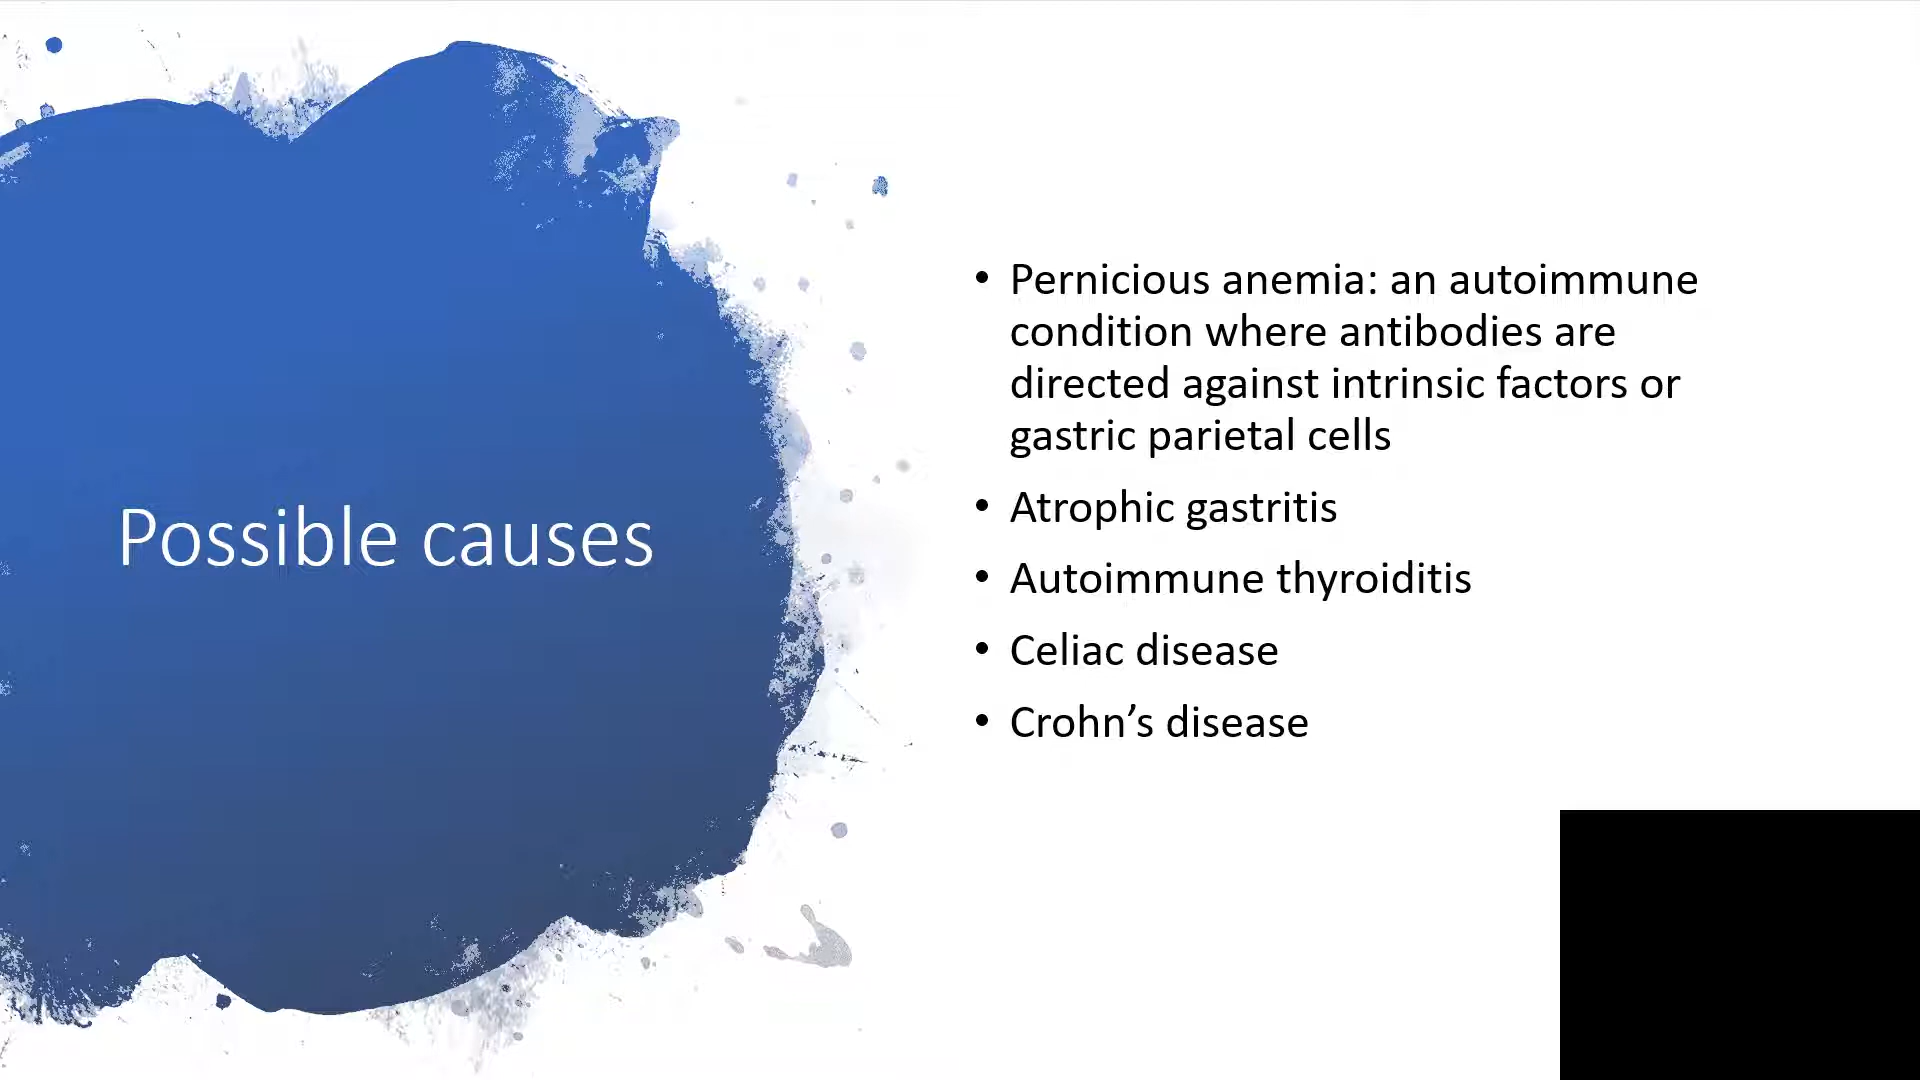 Possible causes
• Pernicious anemia: an autoimmune
condition where antibodies are
directed against intrinsic factors or
gastric parietal cells
• Atrophic gastritis
• Autoimmune thyroiditis
• Celiac disease
• Crohn’s disease